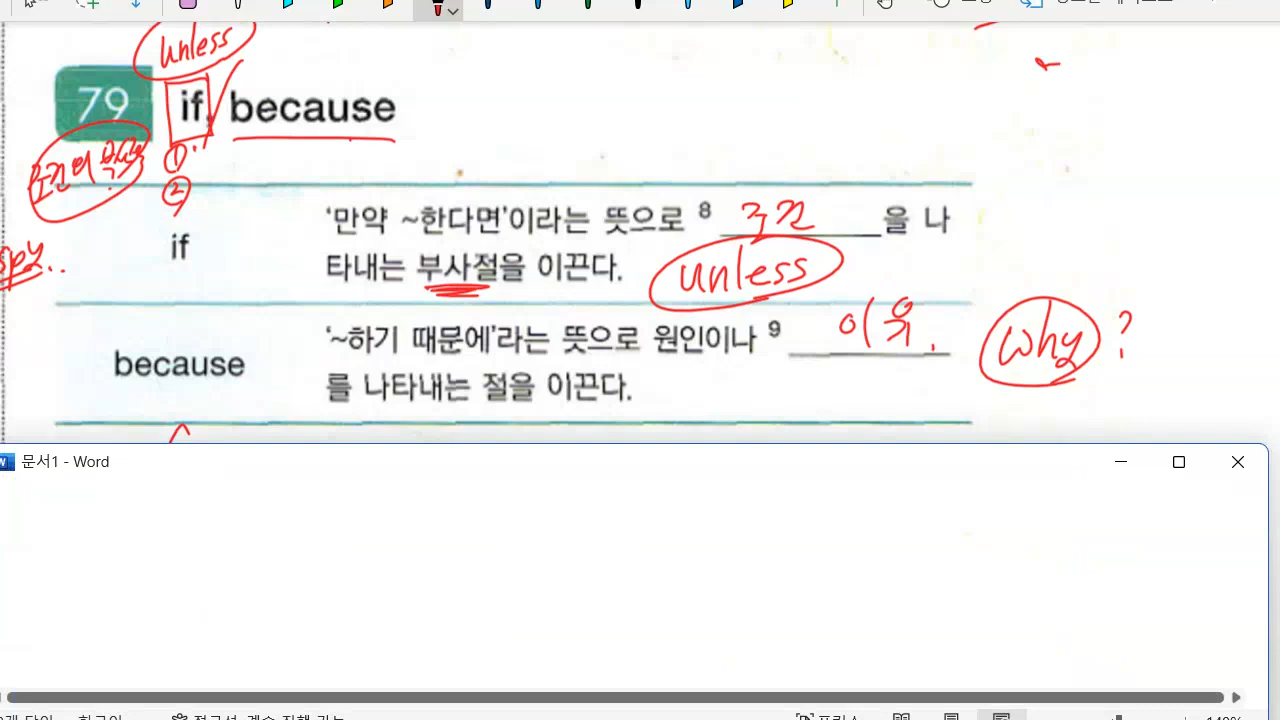 unless
79 if, because
조건의 부사절
①
②
if
'만약 ~한다면'이라는 뜻으로 8 조건 을 나
타내는 부사절을 이끈다. unless
because
'~하기 때문에'라는 뜻으로 원인이나 9 이유. why?
를 나타내는 절을 이끈다.
문서1 - Word